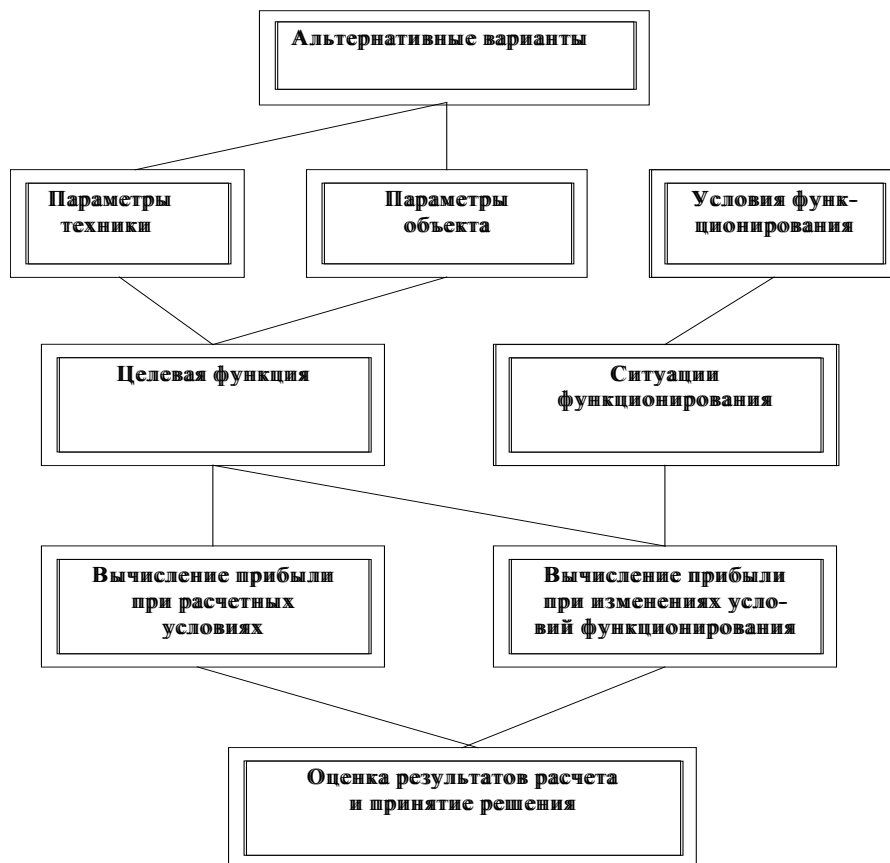 Альтернативные варианты
Параметры
техники
Параметры
объекта
Условия функ-
ционирования
Целевая функция
Ситуации
функционирования
Вычисление прибыли
при расчетных
условиях
Вычисление прибыли
при изменениях усло-
вий функционирования
Оценка результатов расчета
и принятие решения